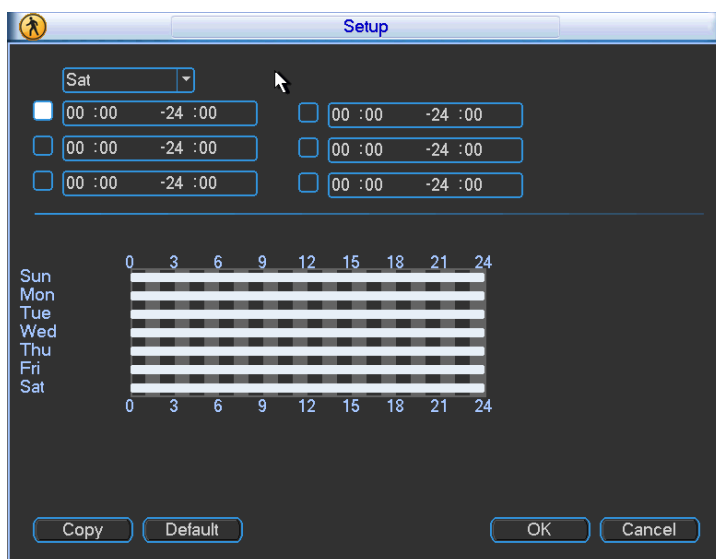 Setup
Sat
00 :00 -24 :00 00 :00 -24 :00
00 :00 -24 :00 00 :00 -24 :00
00 :00 -24 :00 00 :00 -24 :00
0 3 6 9 12 15 18 21 24
Sun
Mon
Tue
Wed
Thu
Fri
Sat
0 3 6 9 12 15 18 21 24
Copy Default OK Cancel